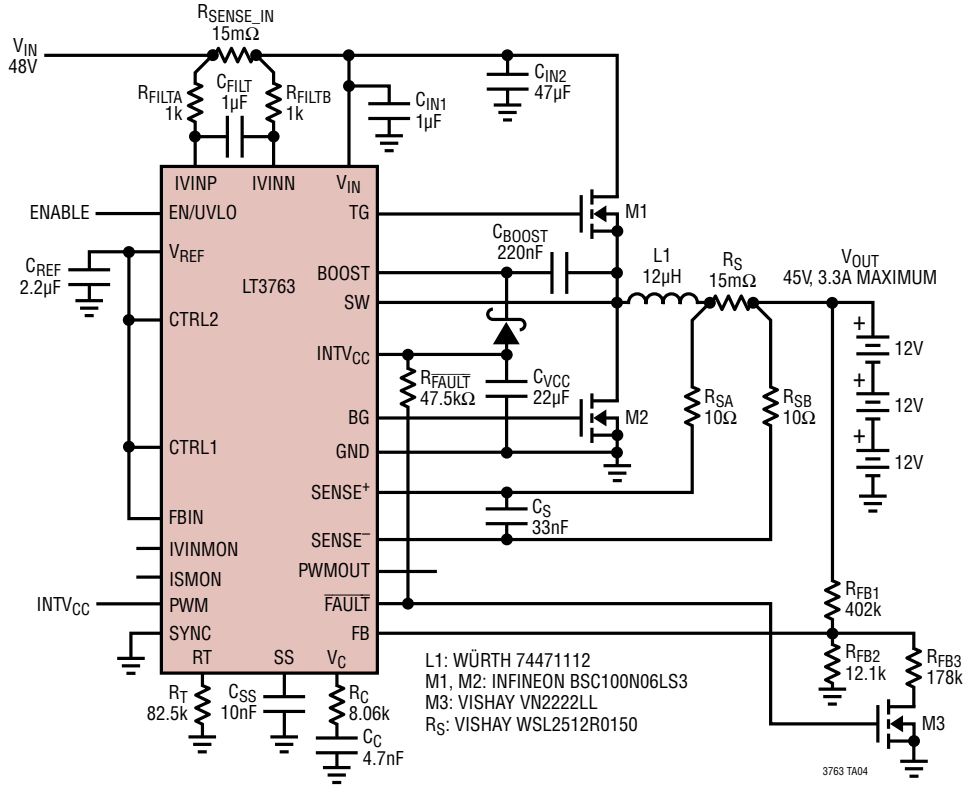 RSENSE_IN
15mΩ
VIN
48V
RFILTA
1k
CFILT
1µF
RFILTB
1k
CIN1
1µF
CIN2
47µF
IVINP
IVINN
VIN
ENABLE
EN/UVLO
TG
M1
VREF
CREF
2.2µF
LT3763
BOOST
CBOOST
220nF
SW
L1
12µH
RS
15mΩ
VOUT
45V, 3.3A MAXIMUM
CTRL2
INTVCC
RFAULT
47.5kΩ
CVCC
22µF
+
12V
+
12V
+
12V
RSA
10Ω
RSB
10Ω
BG
M2
CTRL1
GND
SENSE+
CS
33nF
FBIN
SENSE–
IVINMON
PWMOUT
ISMON
INTVCC
PWM
FAULT
RFB1
402k
SYNC
FB
RT
SS
VC
RFB2
12.1k
RFB3
178k
RT
82.5k
CSS
10nF
RC
8.06k
CC
4.7nF
L1: WÜRTH 74471112
M1, M2: INFINEON BSC100N06LS3
M3: VISHAY VN2222LL
RS: VISHAY WSL2512R0150
M3
3763 TA04